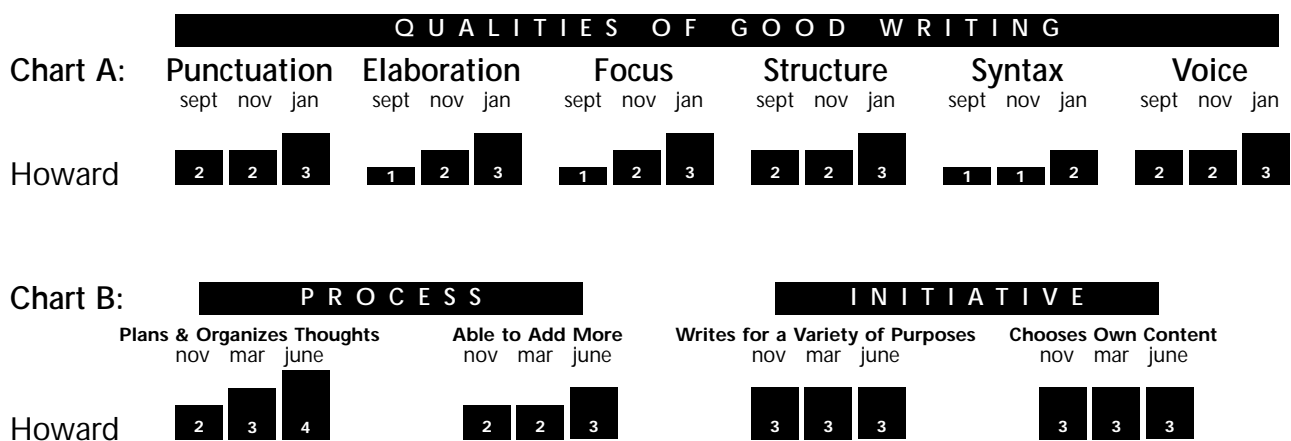 QUALITIES OF GOOD WRITING
Chart A: Punctuation Elaboration Focus Structure Syntax Voice
sept nov jan sept nov jan sept nov jan sept nov jan sept nov jan sept nov jan
Howard 2 2 3 1 2 3 1 2 3 2 2 3 1 1 2 2 2 3
Chart B: PROCESS INITIATIVE
Plans & Organizes Thoughts Able to Add More Writes for a Variety of Purposes Chooses Own Content
nov mar june nov mar june nov mar june nov mar june
Howard 2 3 4 2 2 3 3 3 3 3 3 3